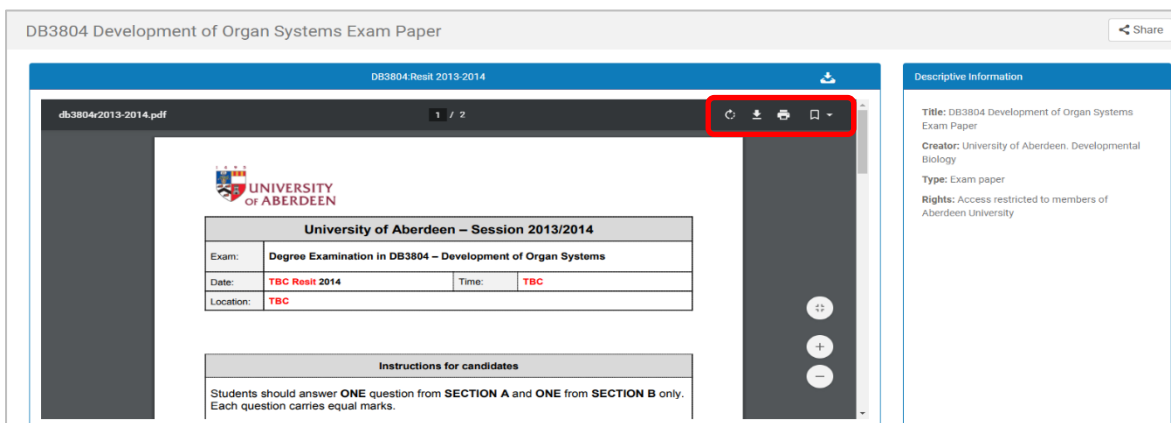 DB3804 Development of Organ Systems Exam Paper
Share
DB3804:Resit 2013-2014
db3804r2013-2014.pdf
1 / 2
UNIVERSITY
OF ABERDEEN
University of Aberdeen – Session 2013/2014
Exam: Degree Examination in DB3804 – Development of Organ Systems
Date: TBC Resit 2014 Time: TBC
Location: TBC
Instructions for candidates
Students should answer ONE question from SECTION A and ONE from SECTION B only.
Each question carries equal marks.
Descriptive Information
Title: DB3804 Development of Organ Systems
Exam Paper
Creator: University of Aberdeen. Developmental
Biology
Type: Exam paper
Rights: Access restricted to members of
Aberdeen University